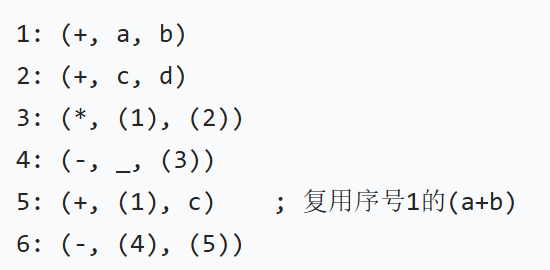 1: (+, a, b)
2: (+, c, d)
3: (*, (1), (2))
4: (-, _, (3))
5: (+, (1), c)    ; 复用序号1的(a+b)
6: (-, (4), (5))